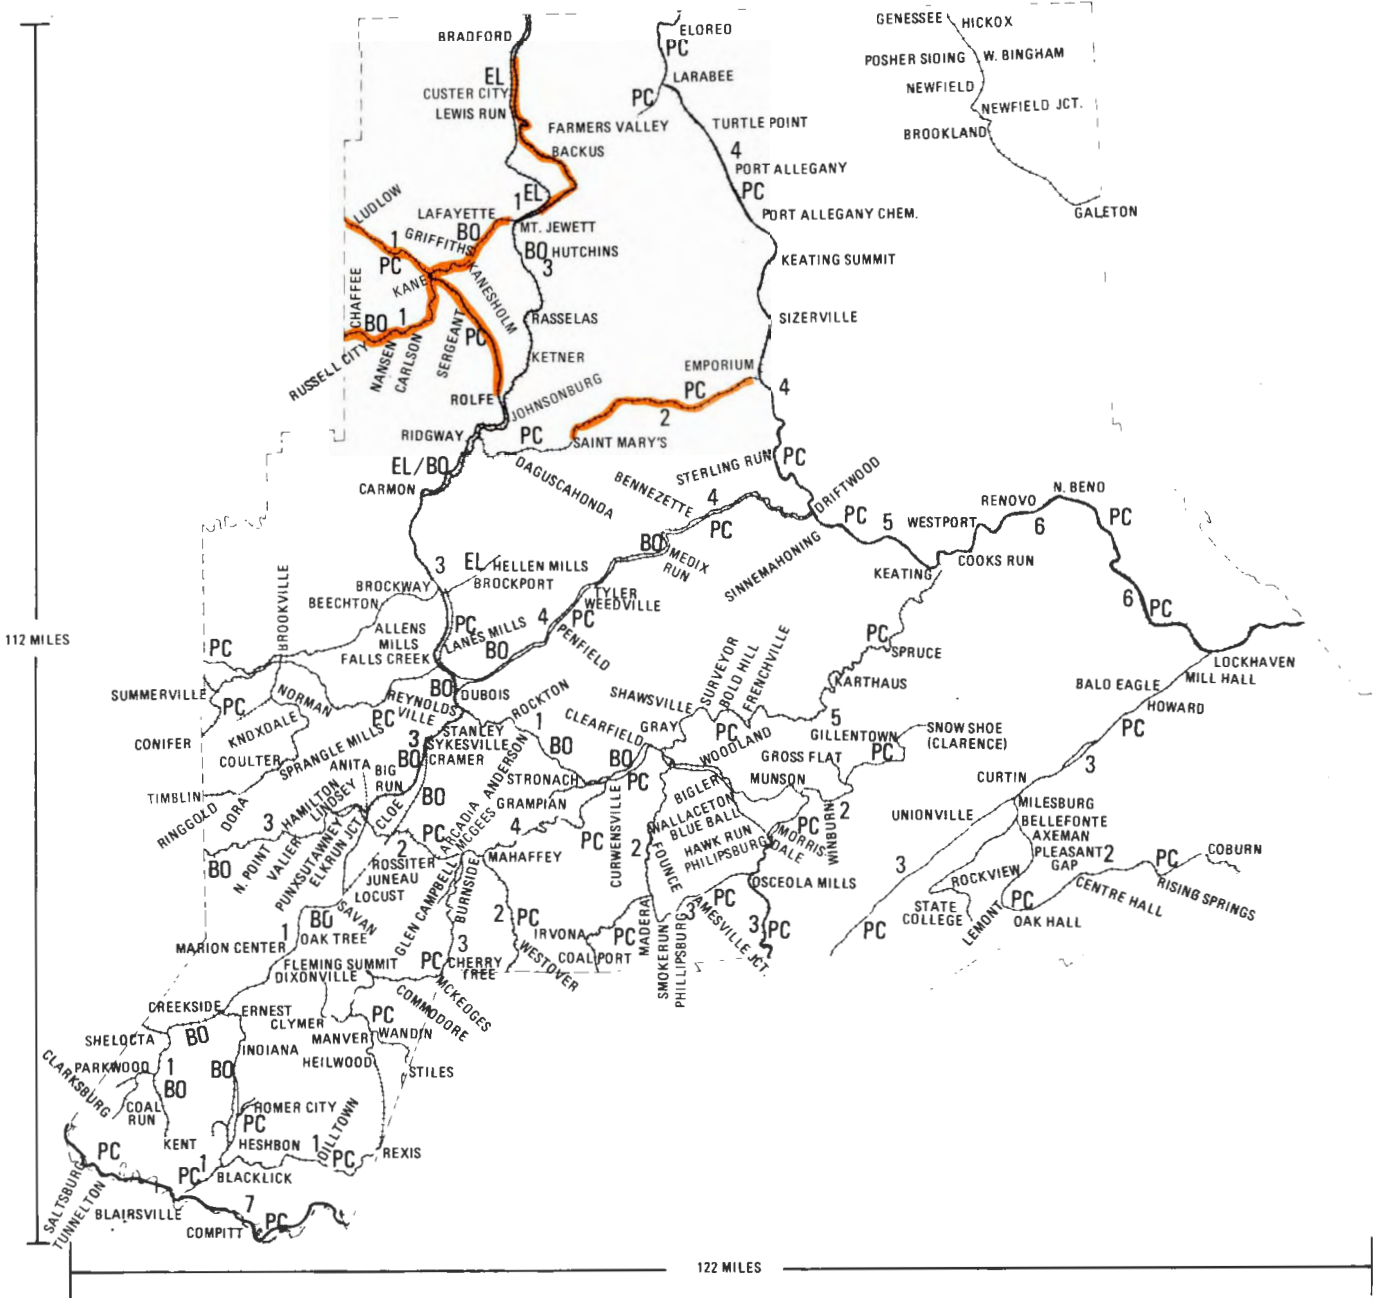 BRADFORD
ELOREO
GENESSEE
HICKOX
PC
POSHER SIDING
W. BINGHAM
EL
CUSTER CITY
LARABEE
NEWFIELD
LEWIS RUN
PC
NEWFIELD JCT.
FARMERS VALLEY
TURTLE POINT
BROOKLAND
BACKUS
4
PORT ALLEGANY
LUDLOW
1
EL
PC
LAFAYETTE
PORT ALLEGANY CHEM.
GALETON
BO
MT. JEWETT
1
GRIFFITHS
BO
HUTCHINS
PC
3
KEATING SUMMIT
KANE
KANESHOLM
CHAFFEE
BO
1
SERGEANT
PC
RASSELAS
SIZERVILLE
RUSSELL CITY
NANSEN
CARLSON
KETNER
EMPORIUM
PC
4
ROLFE
JOHNSONBURG
2
RIDGWAY
PC
SAINT MARY'S
EL/BO
DAGUSCAHONDA
STERLING RUN
PC
CARMON
BENNEZETTE
4
DRIFTWOOD
N. BENO
RENOVO
PC
PC
5
WESTPORT
6
PC
BO
MEDIX
RUN
SINNEMAHONING
COOKS RUN
KEATING
3
EL
HELLEN MILLS
BROCKPORT
BROCKWAY
BEECHTON
BROOKVILLE
TYLER
WEEDVILLE
6
PC
112 MILES
PC
ALLENS
MILLS
PC
LANES MILLS
4
PC
PENFIELD
PC
SPRUCE
FALLS CREEK
BO
LOCKHAVEN
MILL HALL
SUMMERVILLE
BO
DUBOIS
SURVEYOR
BOLD HILL
FRENCHVILLE
KARTHAUS
BALD EAGLE
PC
NORMAN
REYNOLDS
VILLE
ROCKTON
SHAWSVILLE
HOWARD
KNOXDALE
PC
CLEARFIELD
GRAY
PC
5
GILLENTOWN
SNOW SHOE
(CLARENCE)
PC
CONIFER
STANLEY
SYKESVILLE
1
BO
WOODLAND
COULTER
SPRANGLE MILLS
3
BO
CRAMER
BO
GROSS FLAT
PC
3
ANITA
BIG
RUN
ANDERSON
STRONACH
PC
MUNSON
CURTIN
TIMBLIN
BO
GRAMPIAN
BIGLER
MILESBURG
RINGGOLD
DORA
HAMILTON
LINDSEY
CLOE
ARCADIA
MCGEES
WALLACETON
BLUE BALL
2
UNIONVILLE
BELLEFONTE
3
4
HAWK RUN
PC
WINBURN
AXEMAN
PC
PC
CURWENSVILLE
PHILIPSBURG
MORRIS-
DALE
PLEASANT
GAP
2
PC
COBURN
BO
N. POINT
VALIER
PUNXSUTAWNEY
ELKRUN JCT.
2
MAHAFFEY
2
FOUNCE
3
ROCKVIEW
ROSSITER
JUNEAU
LOCUST
OSCEOLA MILLS
CENTRE HALL
RISING SPRINGS
PC
STATE
COLLEGE
PC
LEMONT
OAK HALL
BO
SAVAN
GLEN CAMPBELL
BURNSIDE
2
PC
3
3
PC
PC
1
OAK TREE
IRVONA
PC
MADERA
AMESVILLE JCT.
MARION CENTER
3
COALPORT
SMOKERUN
PHILLIPSBURG
FLEMING SUMMIT
PC
CHERRY
TREE
WESTOVER
DIXONVILLE
COMMODORE
MCKEOGES
CREEKSIDE
ERNEST
CLYMER
PC
SHELOCTA
BO
MANVER
WANDIN
INDIANA
HEILWOOD
CLARKSBURG
PARKWOOD
1
BO
BO
STILES
COAL
RUN
HOMER CITY
PC
DILLTOWN
KENT
HESHBON
1
PC
REXIS
PC
PC
1
BLACKLICK
SALTSBURG
TUNNELTON
BLAIRSVILLE
7
PC
COMPITT
122 MILES